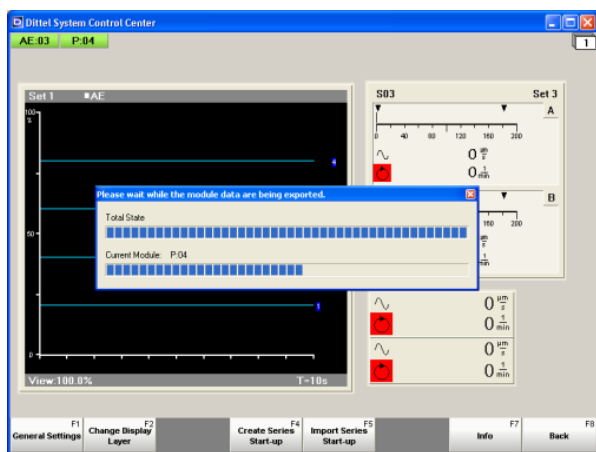 Dittel System Control Center
AE:03 P:04
1
Set 1 AE
100
%
50
0
4
1
View:100.0% T=10s
S03 Set 3
A
0 40 80 120 160 200
0 µm/s
0 1/min
B
160 200
0 µm/s
0 1/min
0 µm/s
0 1/min
Please wait while the module data are being exported.
Total State
Current Module: P:04
F1
General Settings
F2
Change Display
Layer
F4
Create Series
Start-up
F5
Import Series
Start-up
F7
Info
F8
Back